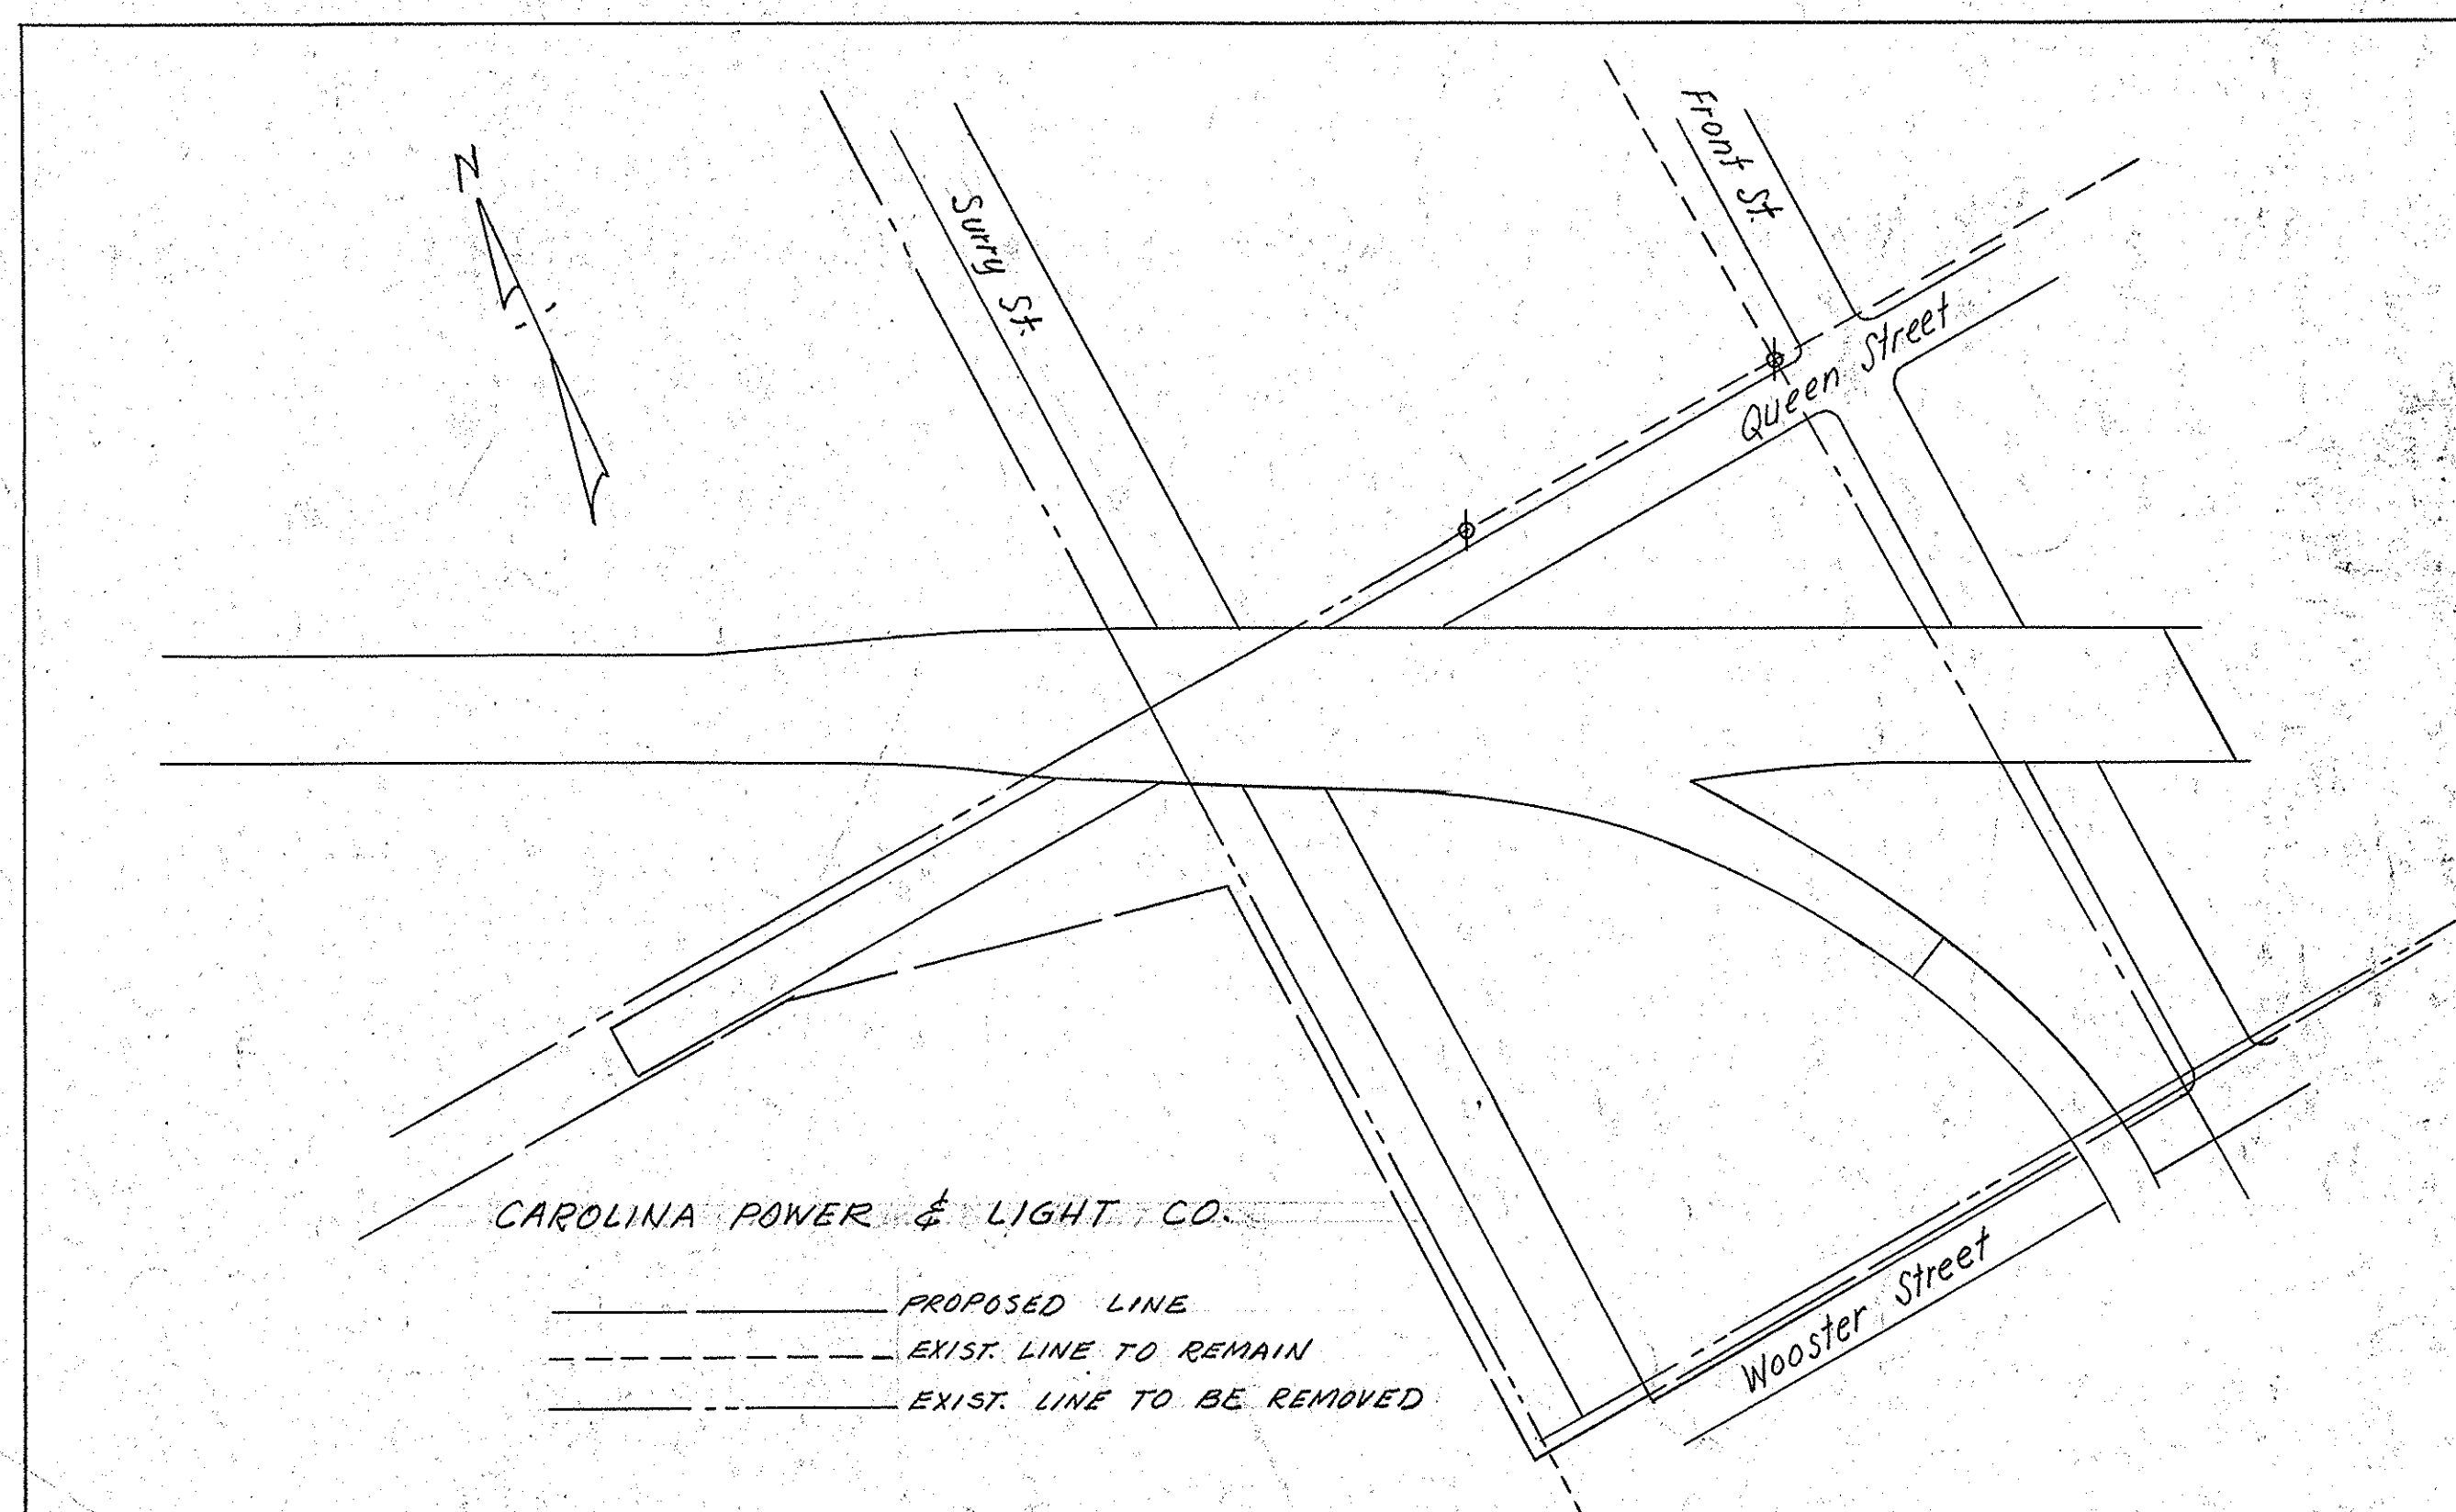 N
Surry St.
Front St.
Queen Street
CAROLINA POWER & LIGHT CO.
PROPOSED LINE
EXIST. LINE TO REMAIN
EXIST. LINE TO BE REMOVED
Wooster Street